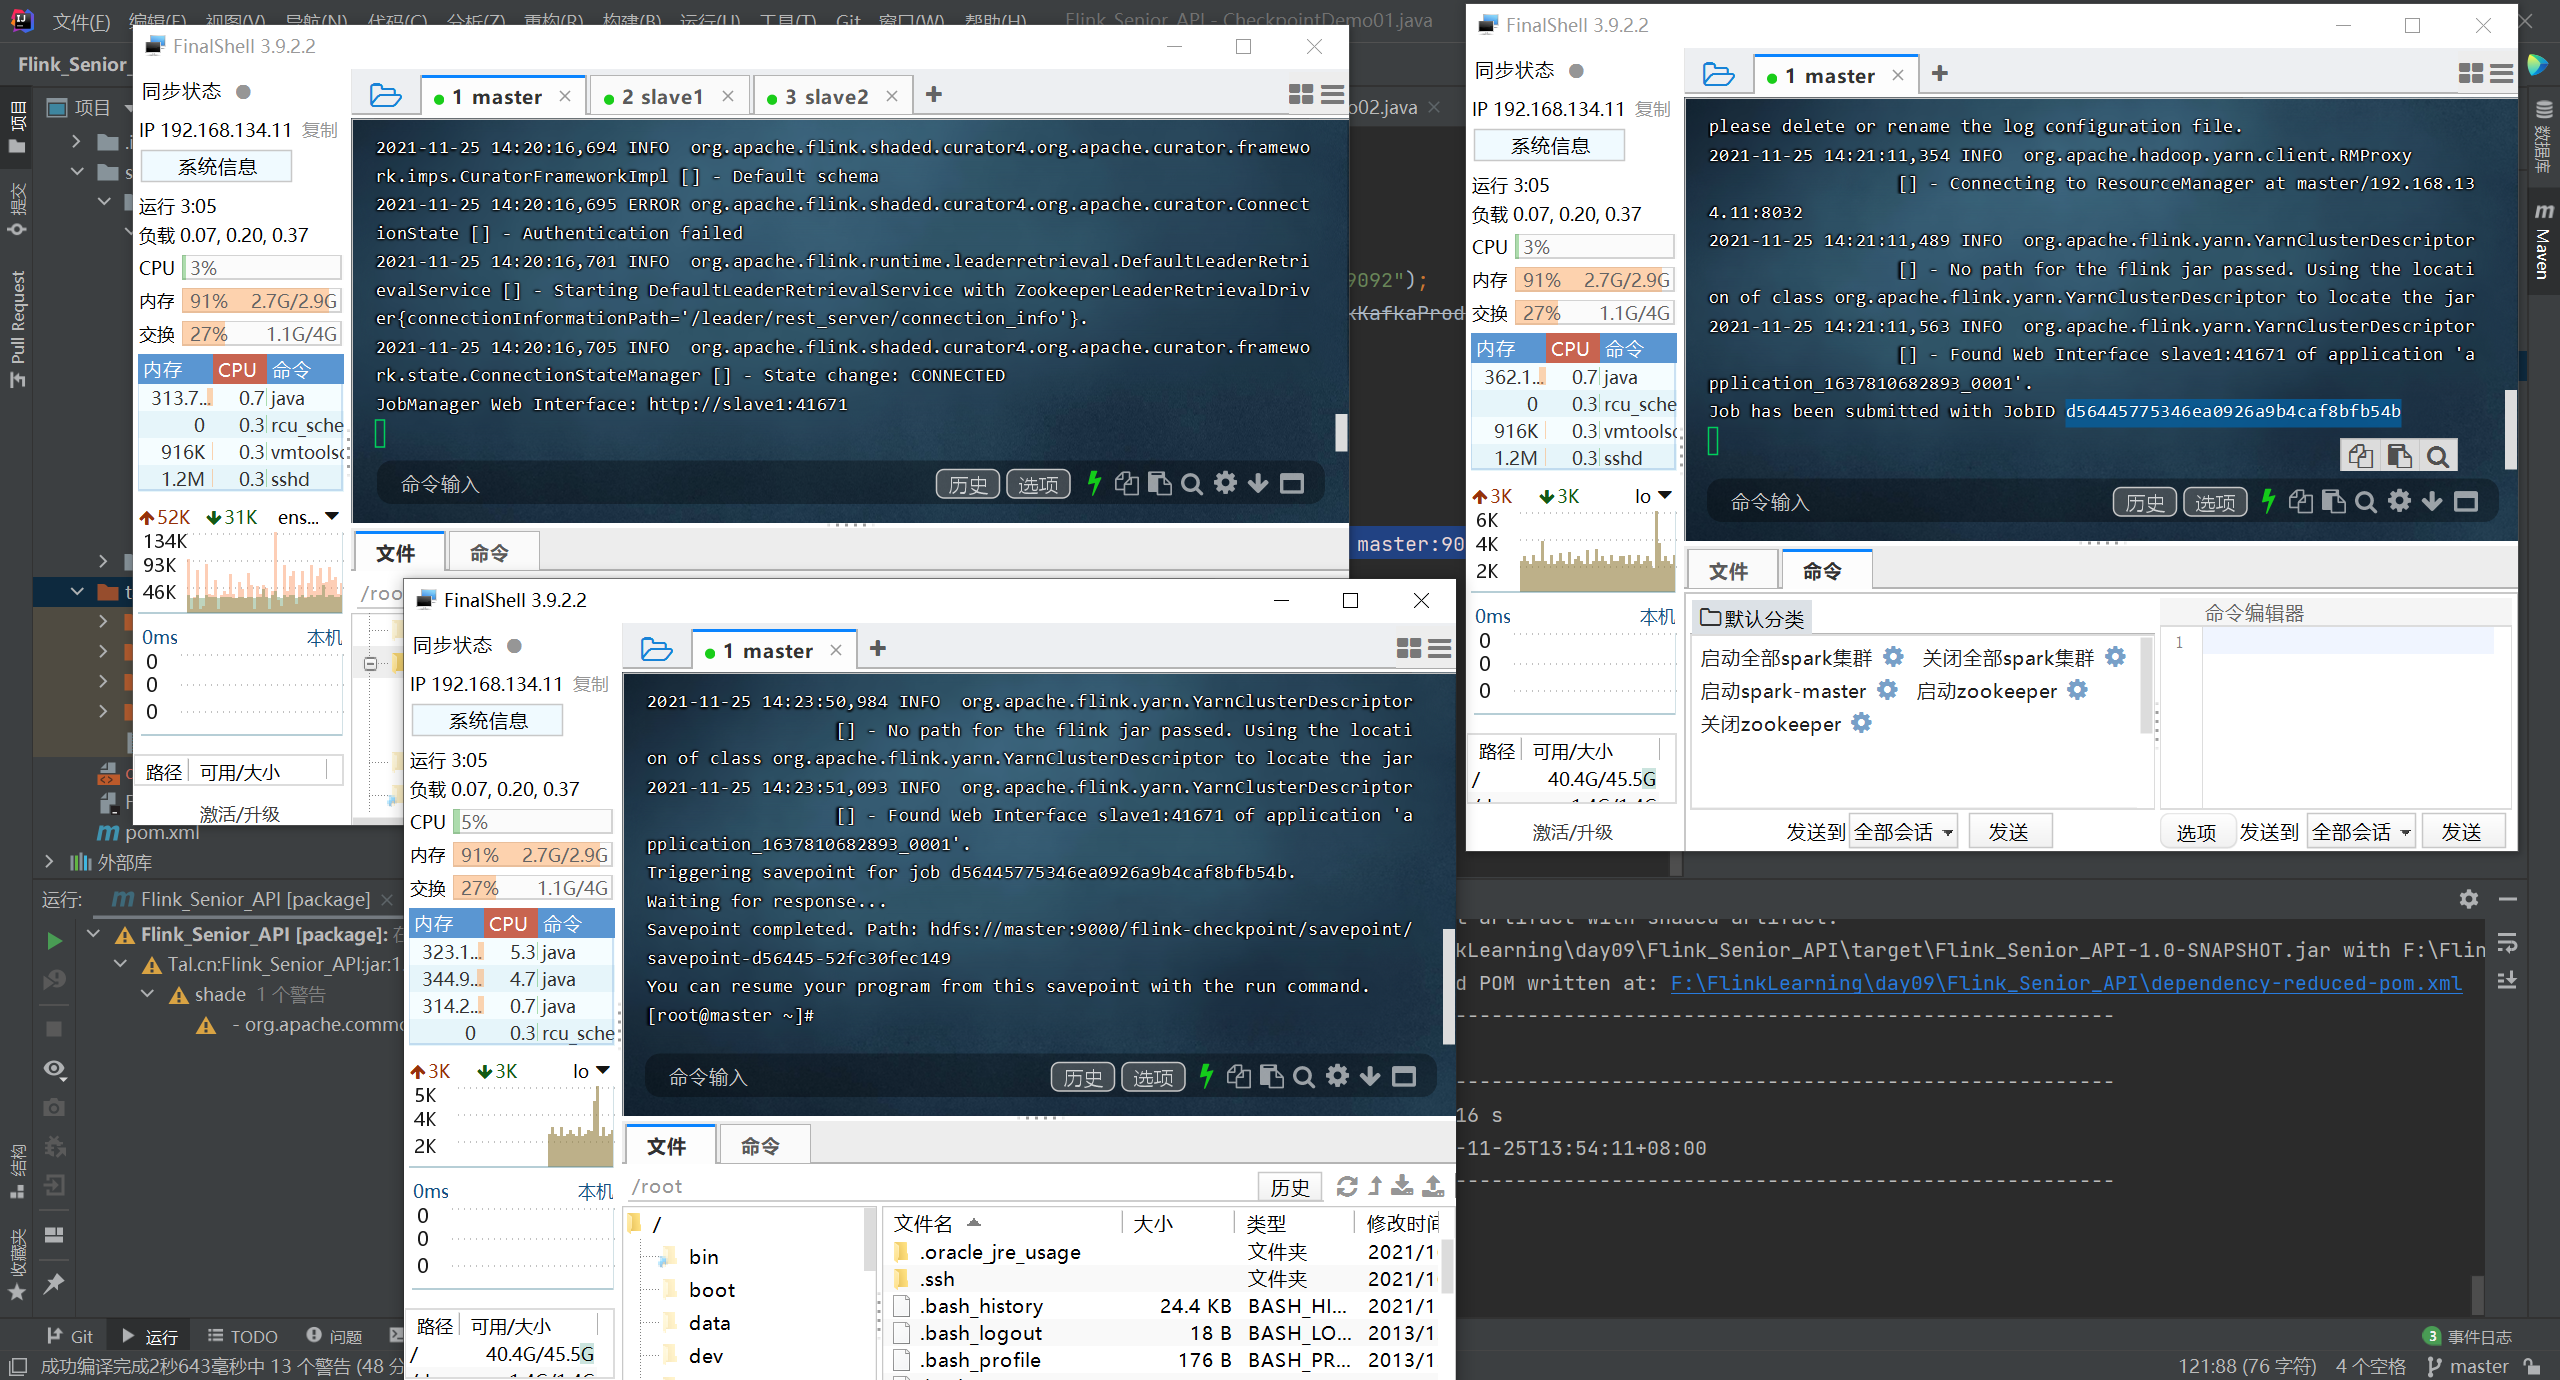 文件(F) 编辑(E) 视图(V) 导航(N) 代码(C) 分析(Z) 重构(R) 构建(B) 运行(U) 工具(T) Git 窗口(W) 帮助(H) Flink_Senior_API - CheckpointDemo01.java
Flink_Senior_
项目
项目
提交
Pull Request
结构
收藏夹
pom.xml
外部库
o02.java
9092");
kKafkaProd
master:90
数据库
Maven
FinalShell 3.9.2.2
同步状态
IP 192.168.134.11 复制
系统信息
运行 3:05
负载 0.07, 0.20, 0.37
CPU 3%
内存 91% 2.7G/2.9G
交换 27% 1.1G/4G
内存 CPU 命令
313.7... 0.7 java
0 0.3 rcu_sche
916K 0.3 vmtoolsc
1.2M 0.3 sshd
52K 31K ens...
134K
93K
46K
0ms 本机
0
0
0
路径 可用/大小
激活/升级
1 master 2 slave1 3 slave2
2021-11-25 14:20:16,694 INFO  org.apache.flink.shaded.curator4.org.apache.curator.framewo
rk.imps.CuratorFrameworkImpl [] - Default schema
2021-11-25 14:20:16,695 ERROR org.apache.flink.shaded.curator4.org.apache.curator.Connect
ionState [] - Authentication failed
2021-11-25 14:20:16,701 INFO  org.apache.flink.runtime.leaderretrieval.DefaultLeaderRetri
evalService [] - Starting DefaultLeaderRetrievalService with ZookeeperLeaderRetrievalDriv
er{connectionInformationPath='/leader/rest_server/connection_info'}.
2021-11-25 14:20:16,705 INFO  org.apache.flink.shaded.curator4.org.apache.curator.framewo
rk.state.ConnectionStateManager [] - State change: CONNECTED
JobManager Web Interface: http://slave1:41671
命令输入 历史 选项
文件 命令
/roo
FinalShell 3.9.2.2
同步状态
IP 192.168.134.11 复制
系统信息
运行 3:05
负载 0.07, 0.20, 0.37
CPU 3%
内存 91% 2.7G/2.9G
交换 27% 1.1G/4G
内存 CPU 命令
362.1... 0.7 java
0 0.3 rcu_sche
916K 0.3 vmtoolsc
1.2M 0.3 sshd
3K 3K lo
6K
4K
2K
0ms 本机
0
0
0
路径 可用/大小
/ 40.4G/45.5G
激活/升级
1 master
please delete or rename the log configuration file.
2021-11-25 14:21:11,354 INFO  org.apache.hadoop.yarn.client.RMProxy
[] - Connecting to ResourceManager at master/192.168.13
4.11:8032
2021-11-25 14:21:11,489 INFO  org.apache.flink.yarn.YarnClusterDescriptor
[] - No path for the flink jar passed. Using the locati
on of class org.apache.flink.yarn.YarnClusterDescriptor to locate the jar
2021-11-25 14:21:11,563 INFO  org.apache.flink.yarn.YarnClusterDescriptor
[] - Found Web Interface slave1:41671 of application 'a
pplication_1637810682893_0001'.
Job has been submitted with JobID d56445775346ea0926a9b4caf8bfb54b
命令输入 历史 选项
文件 命令
默认分类 命令编辑器
1
启动全部spark集群 关闭全部spark集群
启动spark-master 启动zookeeper
关闭zookeeper
发送到 全部会话 发送 选项 发送到 全部会话 发送
FinalShell 3.9.2.2
同步状态
IP 192.168.134.11 复制
系统信息
运行 3:05
负载 0.07, 0.20, 0.37
CPU 5%
内存 91% 2.7G/2.9G
交换 27% 1.1G/4G
内存 CPU 命令
323.1... 5.3 java
344.9... 4.7 java
314.2... 0.7 java
0 0.3 rcu_sche
3K 3K lo
5K
4K
2K
0ms 本机
0
0
0
路径 可用/大小
/ 40.4G/45.5G
1 master
2021-11-25 14:23:50,984 INFO  org.apache.flink.yarn.YarnClusterDescriptor
[] - No path for the flink jar passed. Using the locati
on of class org.apache.flink.yarn.YarnClusterDescriptor to locate the jar
2021-11-25 14:23:51,093 INFO  org.apache.flink.yarn.YarnClusterDescriptor
[] - Found Web Interface slave1:41671 of application 'a
pplication_1637810682893_0001'.
Triggering savepoint for job d56445775346ea0926a9b4caf8bfb54b.
Waiting for response...
Savepoint completed. Path: hdfs://master:9000/flink-checkpoint/savepoint/
savepoint-d56445-52fc30fec149
You can resume your program from this savepoint with the run command.
[root@master ~]#
命令输入 历史 选项
文件 命令
/root 历史
/
bin
boot
data
dev
文件名 大小 类型 修改时间
.oracle_jre_usage 文件夹 2021/1
.ssh 文件夹 2021/1
.bash_history 24.4 KB BASH_HI... 2021/1
.bash_logout 18 B BASH_LO... 2013/1
.bash_profile 176 B BASH_PR... 2013/1
运行: Flink_Senior_API [package]
Flink_Senior_API [package]:
Tal.cn:Flink_Senior_API:jar:1.
shade 1 个警告
- org.apache.commo
t artifact with shaded artifact.
kLearning\day09\Flink_Senior_API\target\Flink_Senior_API-1.0-SNAPSHOT.jar with F:\Flin
d POM written at: F:\FlinkLearning\day09\Flink_Senior_API\dependency-reduced-pom.xml
------------------------------------------------------
------------------------------------------------------
16 s
-11-25T13:54:11+08:00
------------------------------------------------------
Git 运行 TODO 问题
3 事件日志
成功编译完成2秒643毫秒中 13 个警告 (48 分
121:88 (76 字符) 4 个空格 master